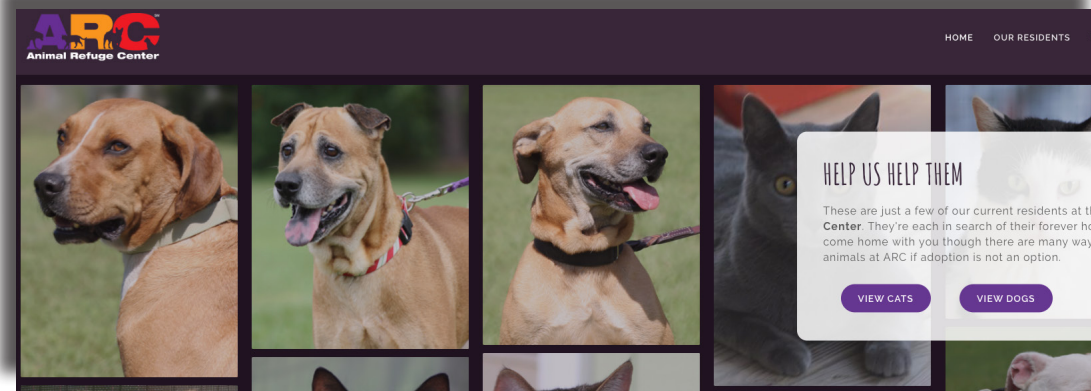 ARC
Animal Refuge Center
HOME OUR RESIDENTS
HELP US HELP THEM
These are just a few of our current residents at
Center. They're each in search of their forever
come home with you though there are many
animals at ARC if adoption is not an option.
VIEW CATS VIEW DOGS